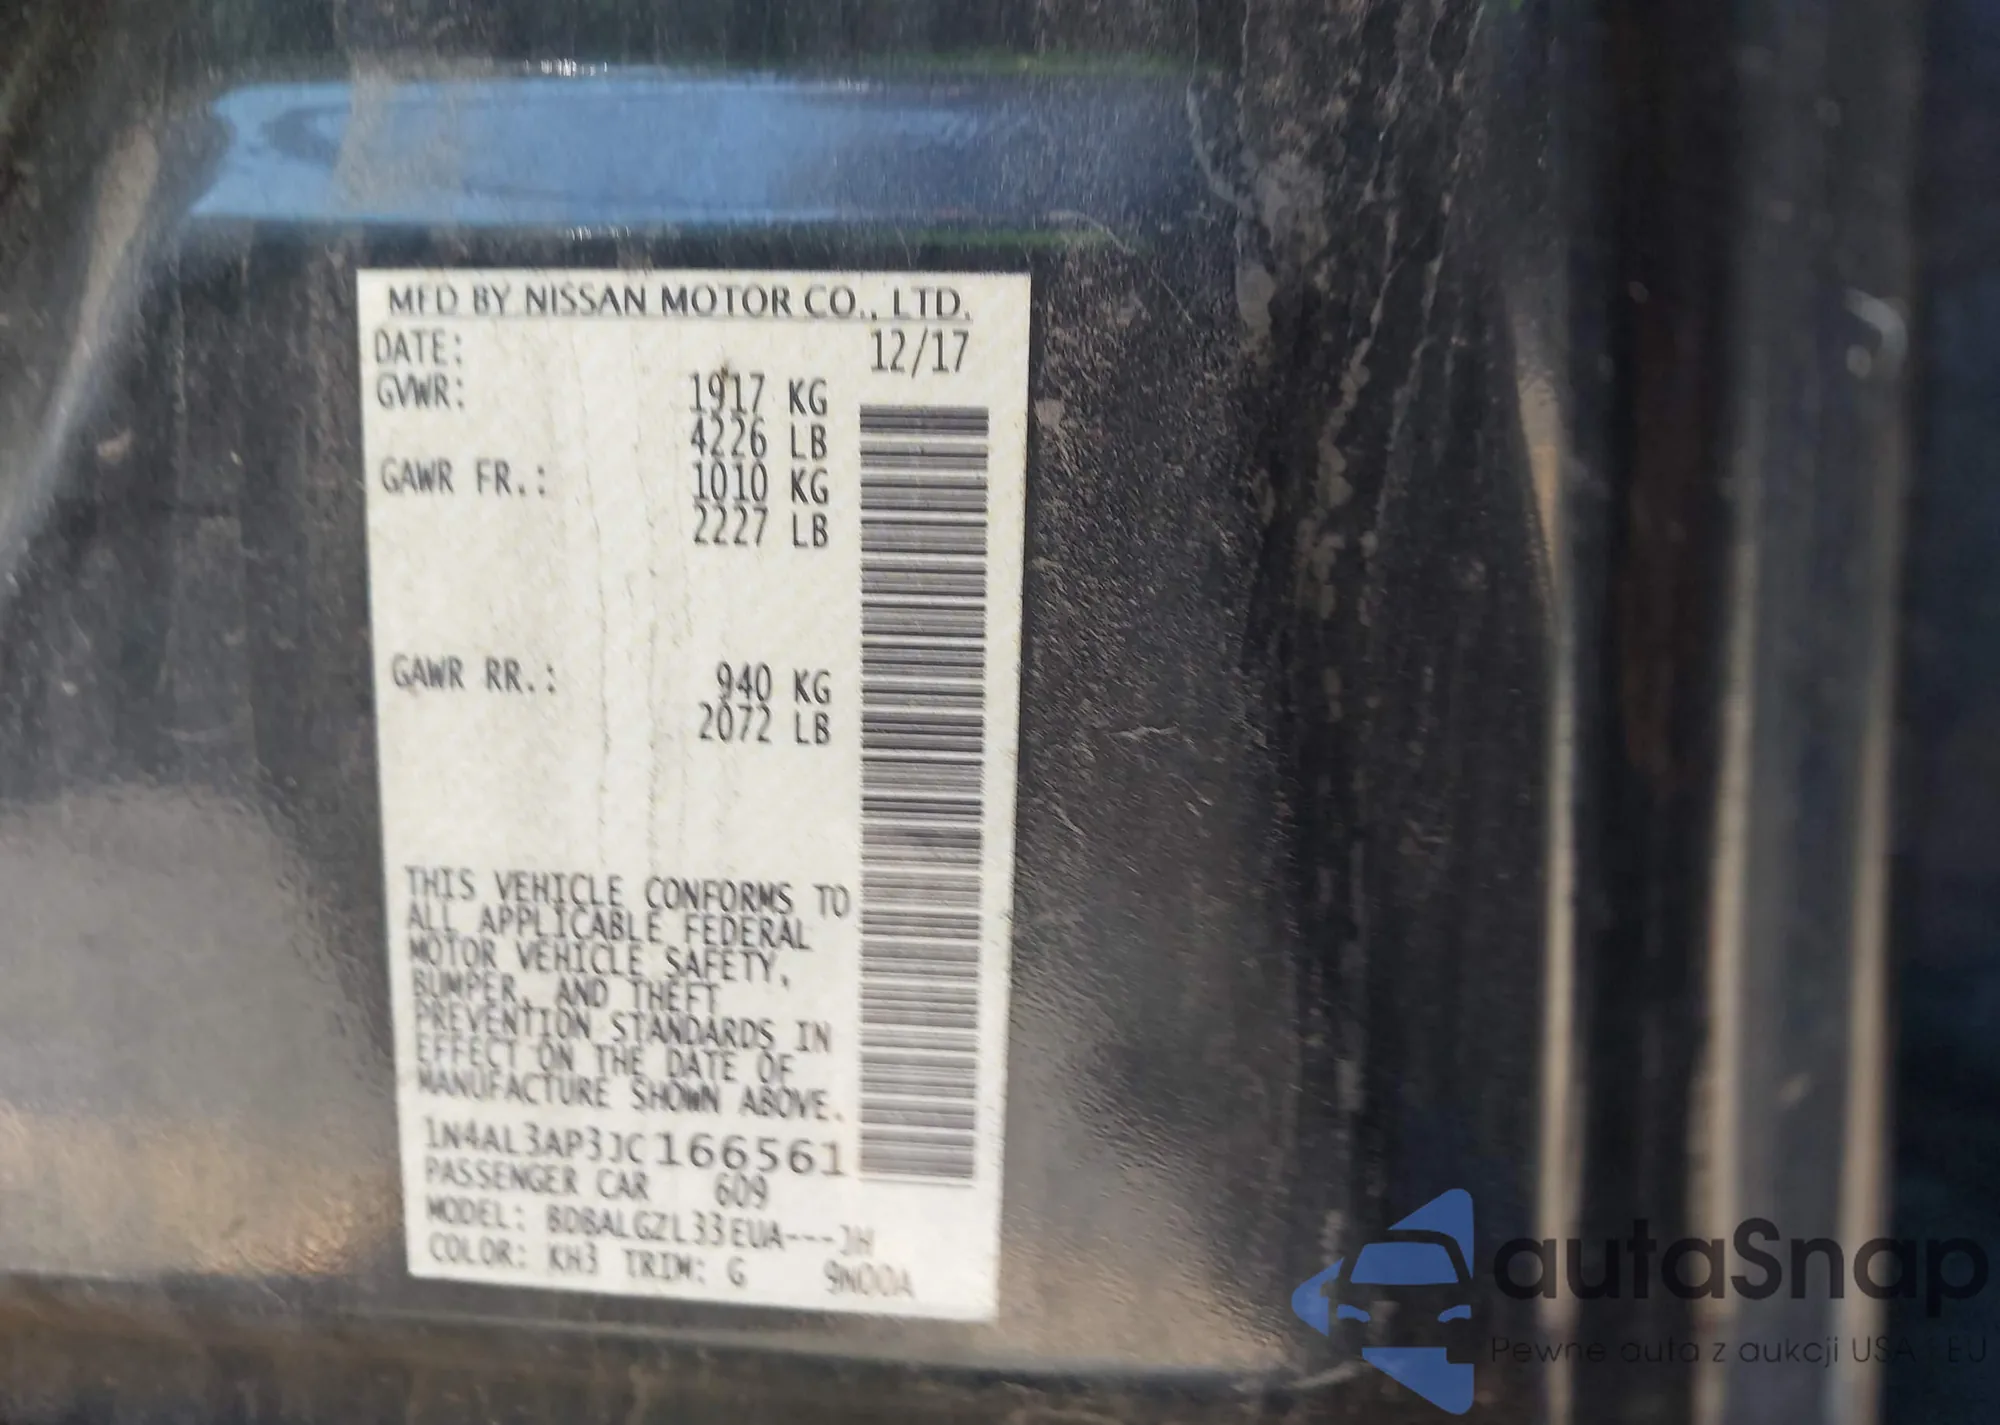 MFD BY NISSAN MOTOR CO., LTD.
DATE: 12/17
GVWR: 1917 KG
4226 LB
GAWR FR.: 1010 KG
2227 LB
GAWR RR.: 940 KG
2072 LB
THIS VEHICLE CONFORMS TO
ALL APPLICABLE FEDERAL
MOTOR VEHICLE SAFETY,
BUMPER, AND THEFT
PREVENTION STANDARDS IN
EFFECT ON THE DATE OF
MANUFACTURE SHOWN ABOVE.
1N4AL3AP3JC166561
PASSENGER CAR 609
MODEL: BDBALGZL33EUA---JH
COLOR: KH3 TRIM: G 9N00A
autaSnap
Pewne auta z aukcji USA - EU